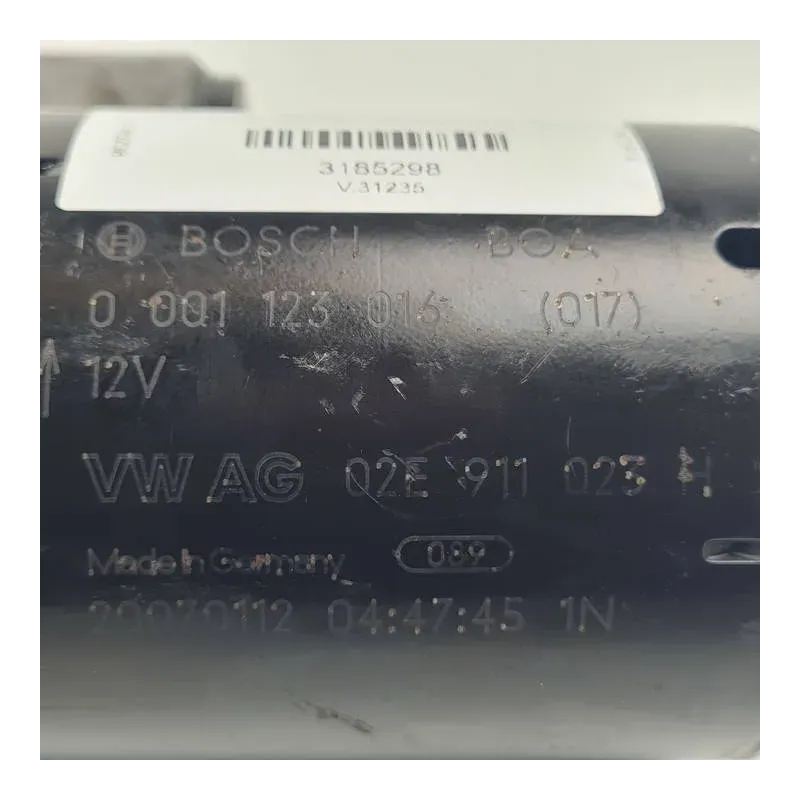 3185298
V.31235
BOSCH BOA
0 001 123 016 (017)
12V
VW AG 02E 911 023 H
Made in Germany 089
20070112 04:47:45 1N